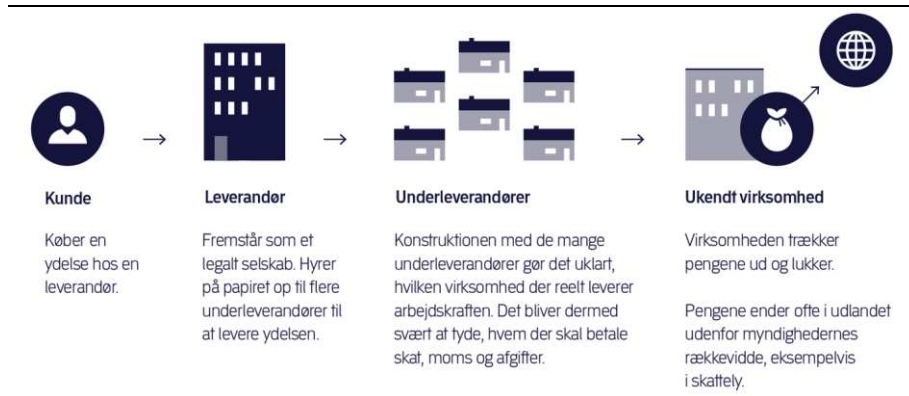 Kunde
Køber en
ydelse hos en
leverandør.
Leverandør
Fremstår som et
legalt selskab. Hyrer
på papiret op til flere
underleverandører til
at levere ydelsen.
Underleverandører
Konstruktionen med de mange
underleverandører gør det uklart,
hvilken virksomhed der reelt leverer
arbejdskraften. Det bliver dermed
svært at tyde, hvem der skal betale
skat, moms og afgifter.
Ukendt virksomhed
Virksomheden trækker
pengene ud og lukker.
Pengene ender ofte i udlandet
udenfor myndighedernes
rækkevidde, eksempelvis
i skattely.